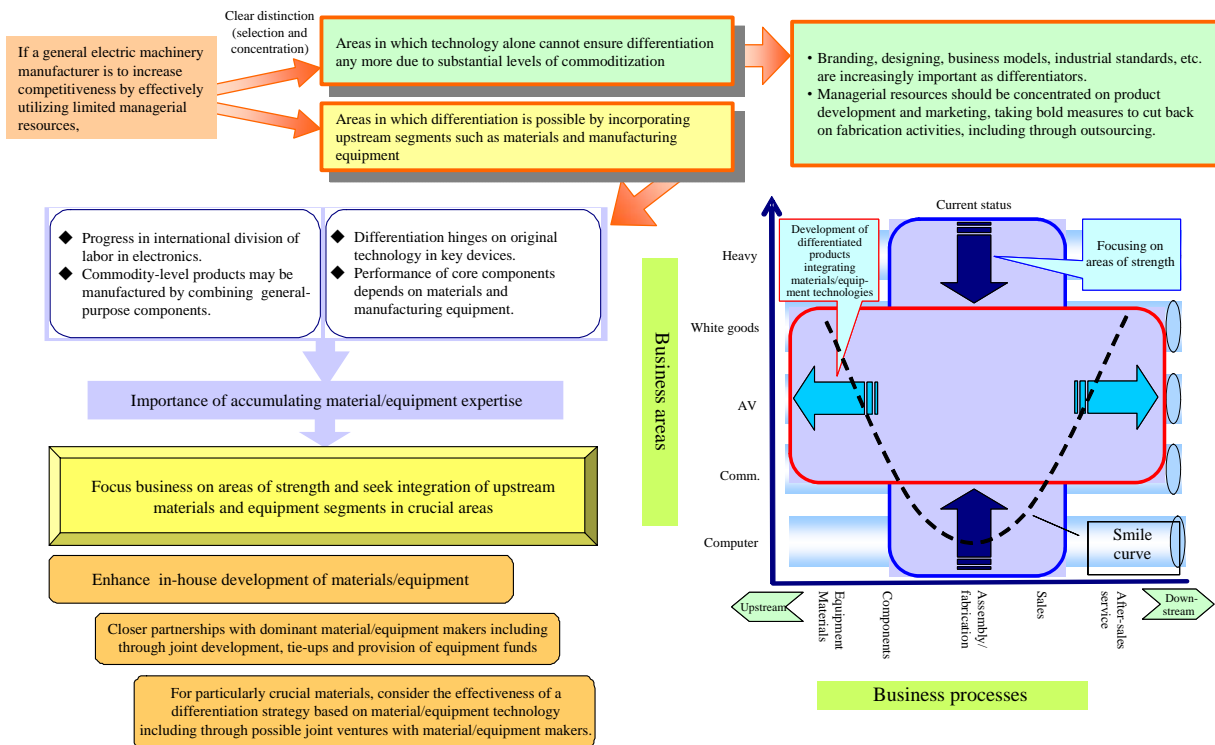 Clear distinction
(selection and
concentration)
If a general electric machinery
manufacturer is to increase
competitiveness by effectively
utilizing limited managerial
resources,
Areas in which technology alone cannot ensure differentiation
any more due to substantial levels of commoditization
Areas in which differentiation is possible by incorporating
upstream segments such as materials and manufacturing
equipment
• Branding, designing, business models, industrial standards, etc.
are increasingly important as differentiators.
• Managerial resources should be concentrated on product
development and marketing, taking bold measures to cut back
on fabrication activities, including through outsourcing.
◆ Progress in international division of
labor in electronics.
◆ Commodity-level products may be
manufactured by combining general-
purpose components.
◆ Differentiation hinges on original
technology in key devices.
◆ Performance of core components
depends on materials and
manufacturing equipment.
Importance of accumulating material/equipment expertise
Focus business on areas of strength and seek integration of upstream
materials and equipment segments in crucial areas
Enhance in-house development of materials/equipment
Closer partnerships with dominant material/equipment makers including
through joint development, tie-ups and provision of equipment funds
For particularly crucial materials, consider the effectiveness of a
differentiation strategy based on material/equipment technology
including through possible joint ventures with material/equipment makers.
Business areas
Current status
Development of
differentiated
products
integrating
materials/equip-
ment technologies
Focusing on
areas of strength
Heavy
White goods
AV
Comm.
Computer
Smile
curve
Upstream
Equipment
Materials
Components
Assembly/
fabrication
Sales
After-sales
service
Down-
stream
Business processes